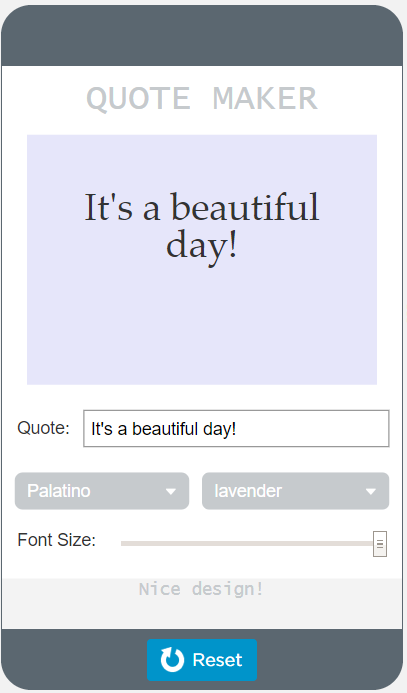 QUOTE MAKER
It's a beautiful
day!
Quote: It's a beautiful day!
Palatino lavender
Font Size:
Nice design!
Reset